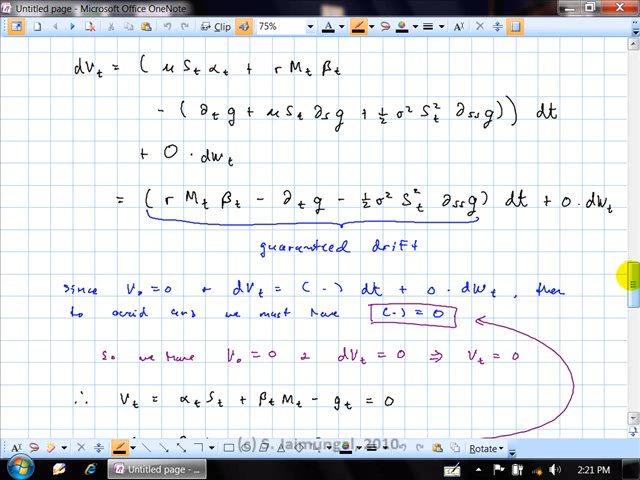 Untitled page - Microsoft OneNote
Clip
75%
dV_t = ( μ S_t α_t + r M_t β_t
- (∂_t g + μ S_t ∂_s g + ½ σ² S_t² ∂_ss g) ) dt
+ 0 · dW_t
= ( r M_t β_t - ∂_t g - ½ σ² S_t² ∂_ss g ) dt + 0 · dW_t
guaranteed drift
Since V_0 = 0 + dV_t = (~) dt + 0 · dW_t, then
to avoid arb we must have (~) = 0
So we have V_0 = 0 & dV_t = 0 ⇒ V_t = 0
∴ V_t = α_t S_t + β_t M_t - g_t = 0
(c) S. Jaimungal, 2010
Rotate
Untitled page - Micr...
2:21 PM